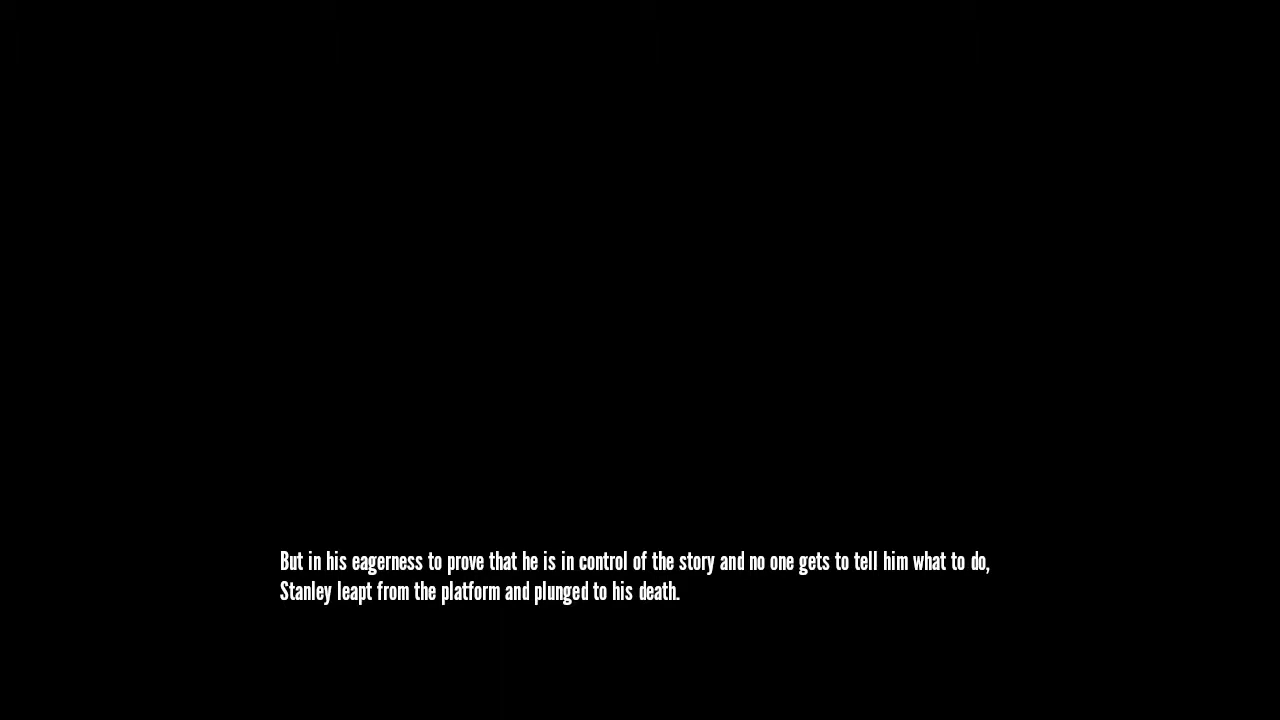 But in his eagerness to prove that he is in control of the story and no one gets to tell him what to do,
Stanley leapt from the platform and plunged to his death.